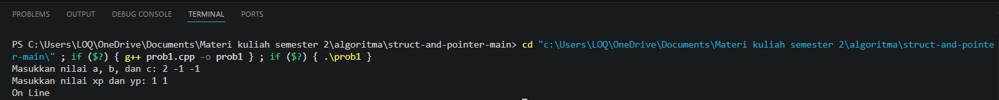 PROBLEMS OUTPUT DEBUG CONSOLE TERMINAL PORTS
PS C:\Users\LOQ\OneDrive\Documents\Materi kuliah semester 2\algoritma\struct-and-pointer-main> cd "c:\Users\LOQ\OneDrive\Documents\Materi kuliah semester 2\algoritma\struct-and-pointe
r-main\" ; if ($?) { g++ prob1.cpp -o prob1 } ; if ($?) { .\prob1 }
Masukkan nilai a, b, dan c: 2 -1 -1
Masukkan nilai xp dan yp: 1 1
On Line